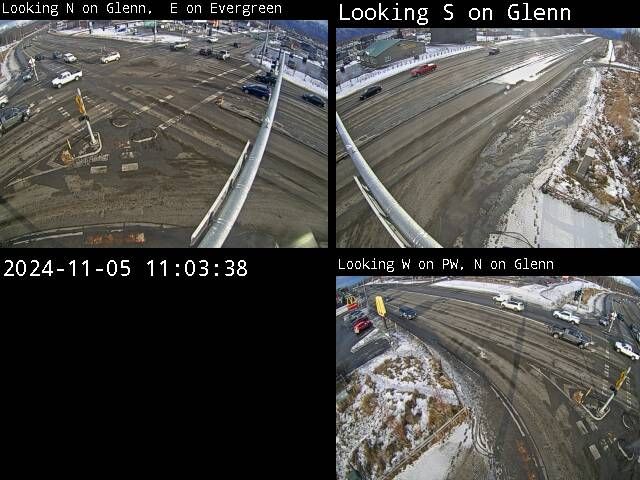 Looking N on Glenn,  E on Evergreen
Looking S on Glenn
2024-11-05 11:03:38
Looking W on PW, N on Glenn